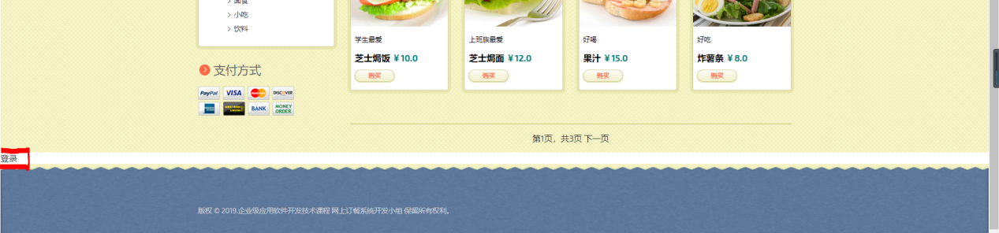 面食
小吃
饮料
支付方式
PayPal VISA MasterCard DISCOVER
WESTERN UNION BANK MONEY ORDER
学生最爱
芝士焗饭 ¥10.0
购买
上班族最爱
芝士焗面 ¥12.0
购买
好喝
果汁 ¥15.0
购买
好吃
炸薯条 ¥8.0
购买
第1页，共3页 下一页
登录
版权 © 2019.企业级应用软件开发技术课程 网上订餐系统开发小组 保留所有权利。